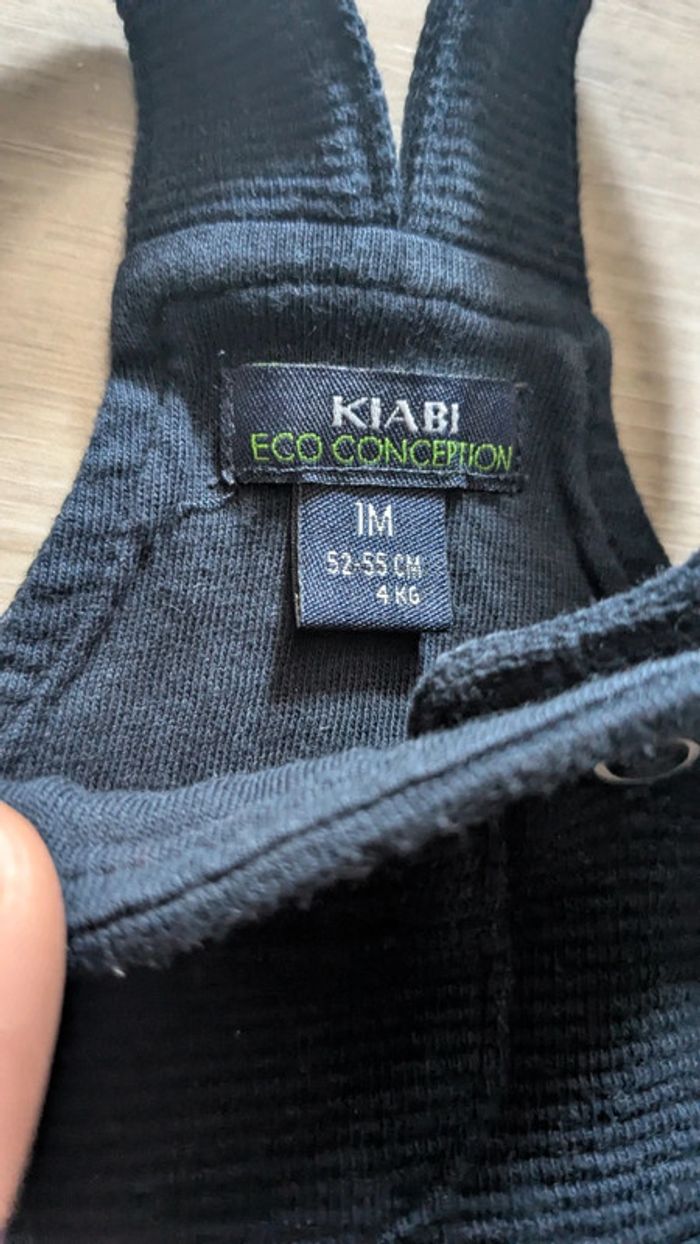 KIABI
ECO CONCEPTION
1M
52-55 CM
4 KG